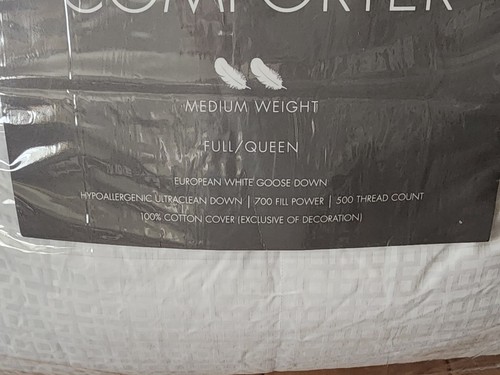 COMFORTER
MEDIUM WEIGHT
FULL/QUEEN
EUROPEAN WHITE GOOSE DOWN
HYPOALLERGENIC ULTRACLEAN DOWN | 700 FILL POWER | 500 THREAD COUNT
100% COTTON COVER (EXCLUSIVE OF DECORATION)